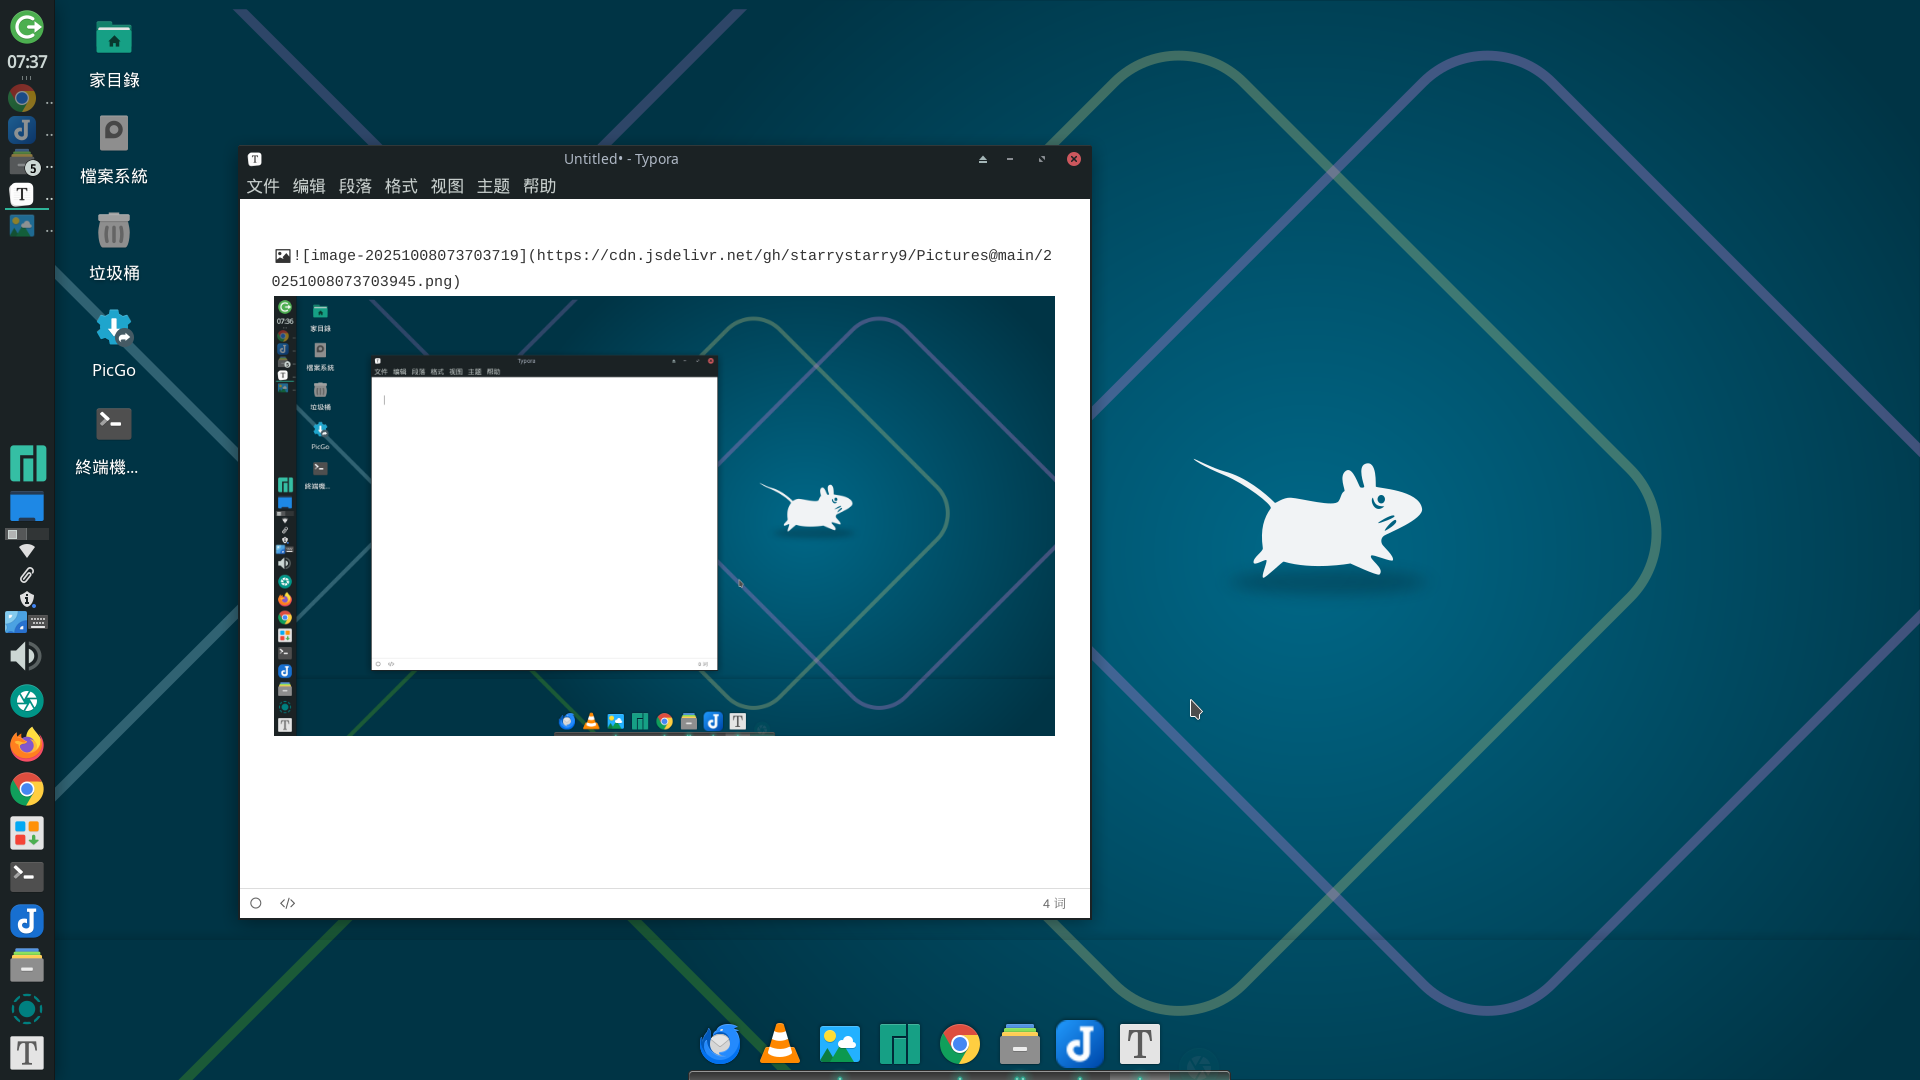 07:37
家目錄
檔案系統
垃圾桶
PicGo
終端機...
5
Untitled• - Typora
文件 编辑 段落 格式 视图 主题 帮助
![image-20251008073703719](https://cdn.jsdelivr.net/gh/starrystarry9/Pictures@main/2
0251008073703945.png)
07:36
家目錄
檔案系統
垃圾桶
PicGo
終端機...
Typora
文件 编辑 段落 格式 视图 主题 帮助
</>
4 词